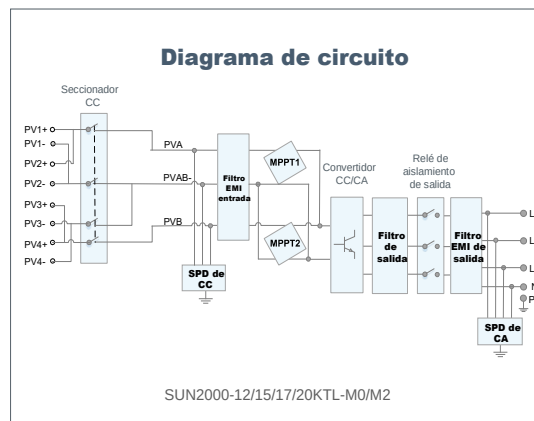 Diagrama de circuito
Seccionador
CC
PV1+
PV1-
PV2+
PV2-
PV3+
PV3-
PV4+
PV4-
PVA
PVAB-
PVB
Filtro
EMI
entrada
SPD de
CC
MPPT1
MPPT2
Convertidor
CC/CA
Filtro
de
salida
Relé de
aislamiento
de salida
Filtro
EMI de
salida
L
L
L
N
P
SPD de
CA
SUN2000-12/15/17/20KTL-M0/M2